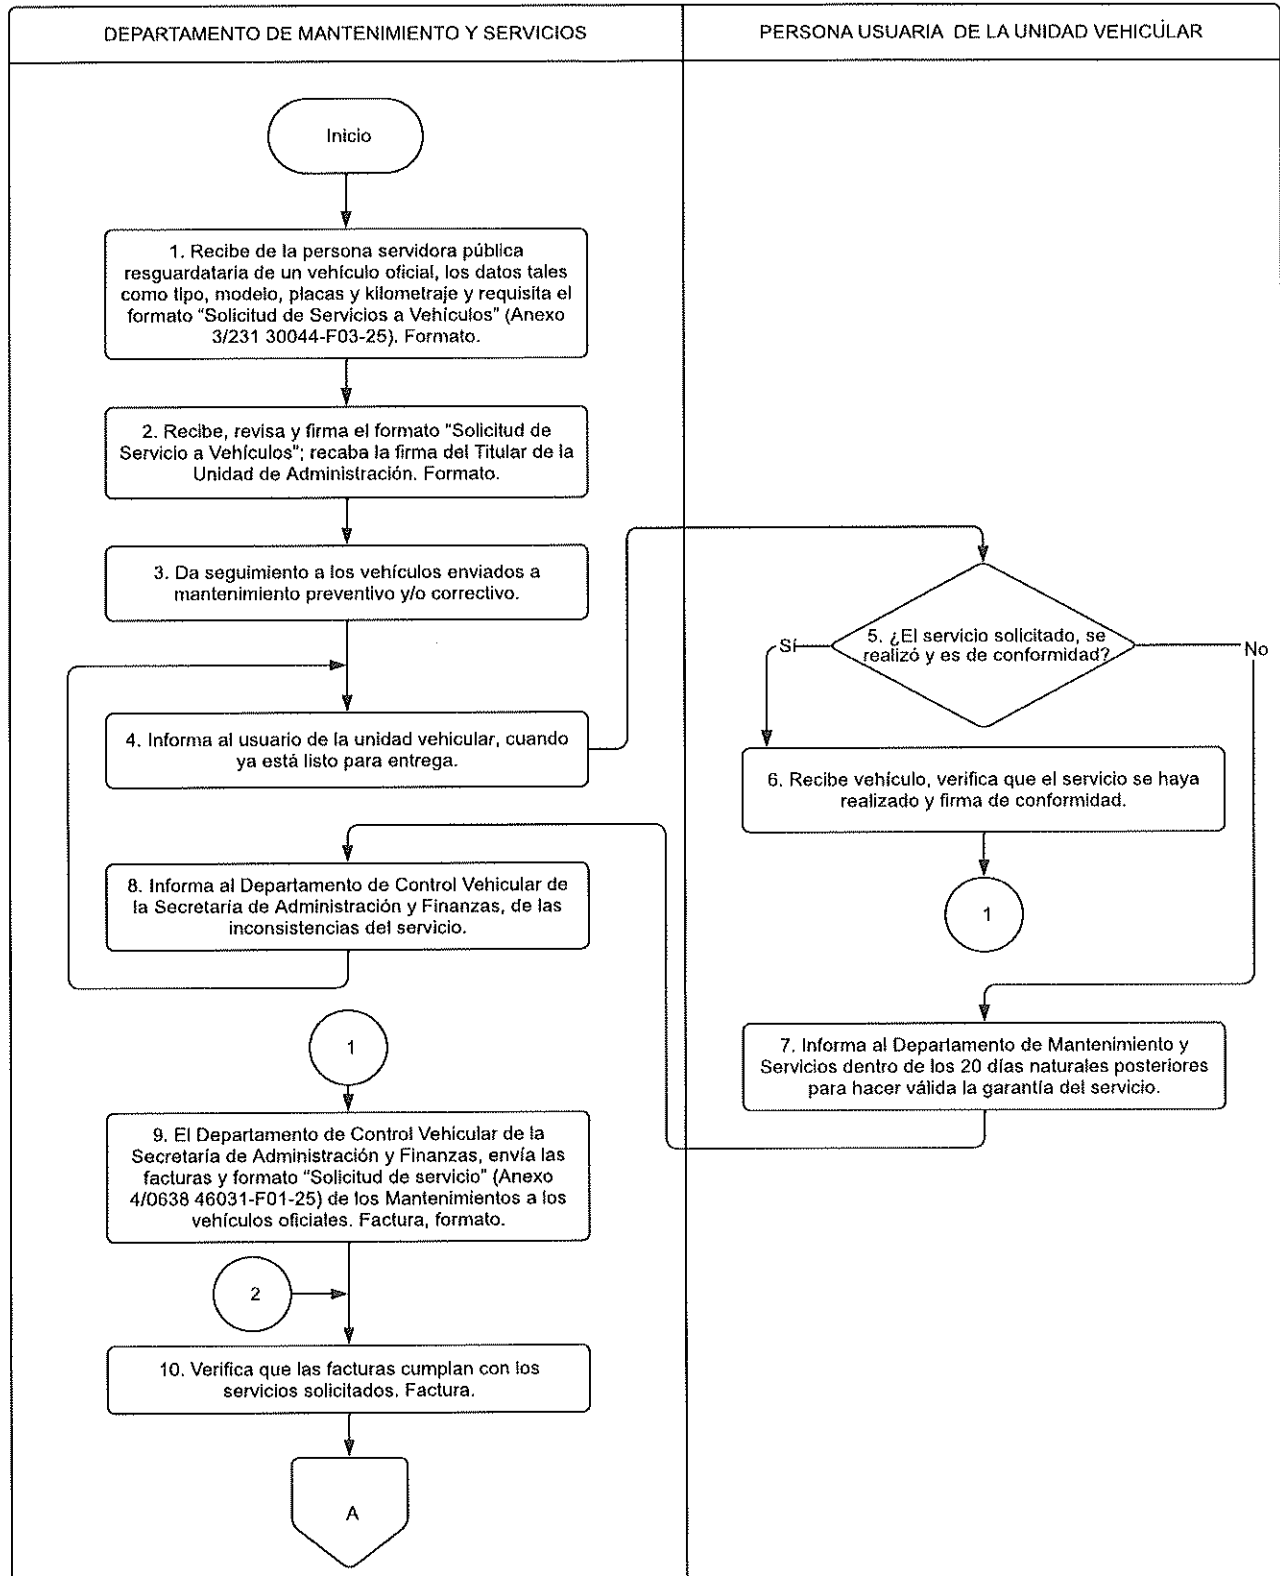 DEPARTAMENTO DE MANTENIMIENTO Y SERVICIOS
PERSONA USUARIA DE LA UNIDAD VEHICÚLAR
Inicio
1. Recibe de la persona servidora pública
resguardataria de un vehículo oficial, los datos tales
como tipo, modelo, placas y kilometraje y requisita el
formato “Solicitud de Servicios a Vehículos” (Anexo
3/231 30044-F03-25). Formato.
2. Recibe, revisa y firma el formato "Solicitud de
Servicio a Vehículos"; recaba la firma del Titular de la
Unidad de Administración. Formato.
3. Da seguimiento a los vehículos enviados a
mantenimiento preventivo y/o correctivo.
4. Informa al usuario de la unidad vehicular, cuando
ya está listo para entrega.
5. ¿El servicio solicitado, se
realizó y es de conformidad?
Sí
No
6. Recibe vehículo, verifica que el servicio se haya
realizado y firma de conformidad.
1
7. Informa al Departamento de Mantenimiento y
Servicios dentro de los 20 días naturales posteriores
para hacer válida la garantía del servicio.
8. Informa al Departamento de Control Vehicular de
la Secretaría de Administración y Finanzas, de las
inconsistencias del servicio.
1
9. El Departamento de Control Vehicular de la
Secretaría de Administración y Finanzas, envía las
facturas y formato “Solicitud de servicio” (Anexo
4/0638 46031-F01-25) de los Mantenimientos a los
vehículos oficiales. Factura, formato.
2
10. Verifica que las facturas cumplan con los
servicios solicitados. Factura.
A